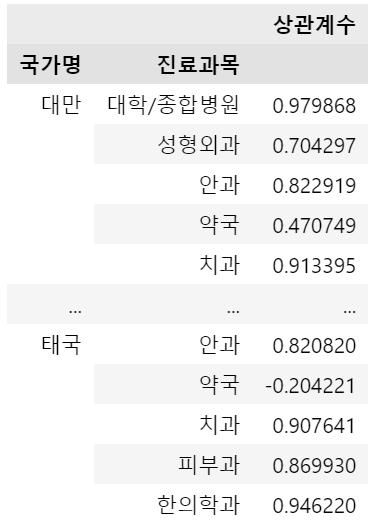 상관계수
국가명 진료과목
대만 대학/종합병원 0.979868
성형외과 0.704297
안과 0.822919
약국 0.470749
치과 0.913395
... ... ...
태국 안과 0.820820
약국 -0.204221
치과 0.907641
피부과 0.869930
한의학과 0.946220